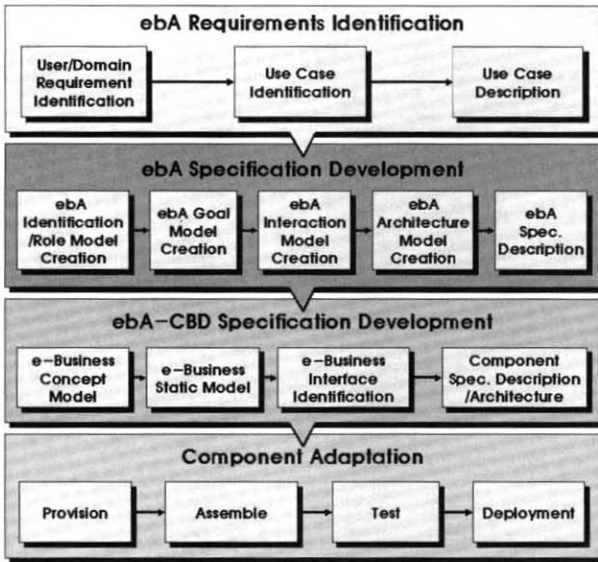 ebA Requirements Identification
User/Domain
Requirement
Identification
Use Case
Identification
Use Case
Description
ebA Specification Development
ebA
Identification
/Role Model
Creation
ebA Goal
Model
Creation
ebA
Interaction
Model
Creation
ebA
Architecture
Model
Creation
ebA
Spec.
Description
ebA-CBD Specification Development
e-Business
Concept
Model
e-Business
Static Model
e-Business
Interface
Identification
Component
Spec. Description
/Architecture
Component Adaptation
Provision
Assemble
Test
Deployment